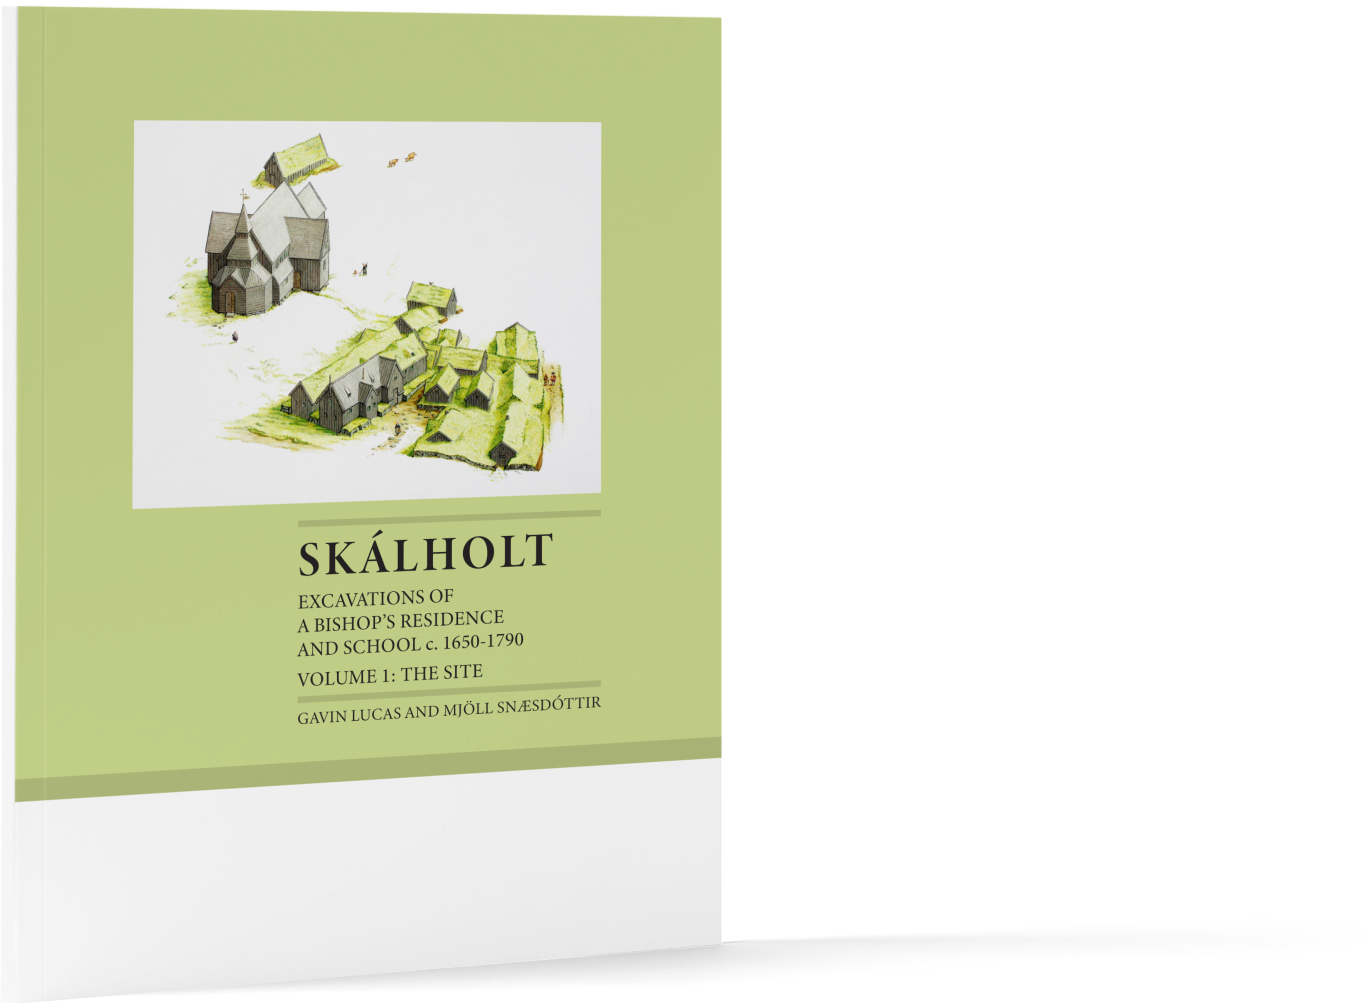 SKÁLHOLT
EXCAVATIONS OF
A BISHOP'S RESIDENCE
AND SCHOOL c. 1650-1790
VOLUME 1: THE SITE
GAVIN LUCAS AND MJÖLL SNÆSDÓTTIR